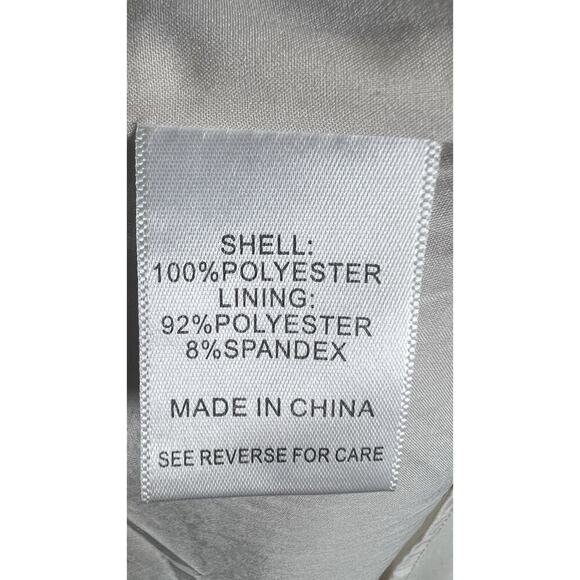 SHELL:
100%POLYESTER
LINING:
92%POLYESTER
8%SPANDEX
MADE IN CHINA
SEE REVERSE FOR CARE